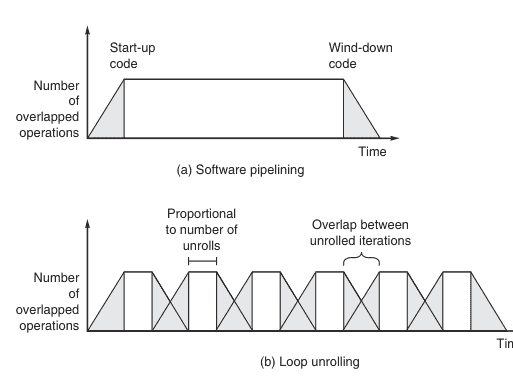 Start-up
code
Wind-down
code
Number
of
overlapped
operations
Time
(a) Software pipelining
Proportional
to number of
unrolls
Overlap between
unrolled iterations
Number
of
overlapped
operations
(b) Loop unrolling